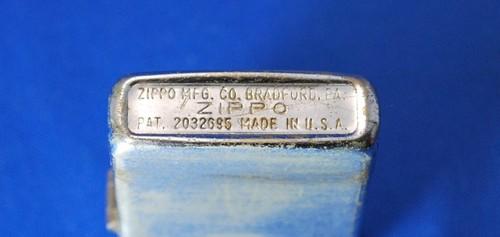 ZIPPO MFG. CO. BRADFORD, PA.
ZIPPO
PAT. 2032695 MADE IN U.S.A.